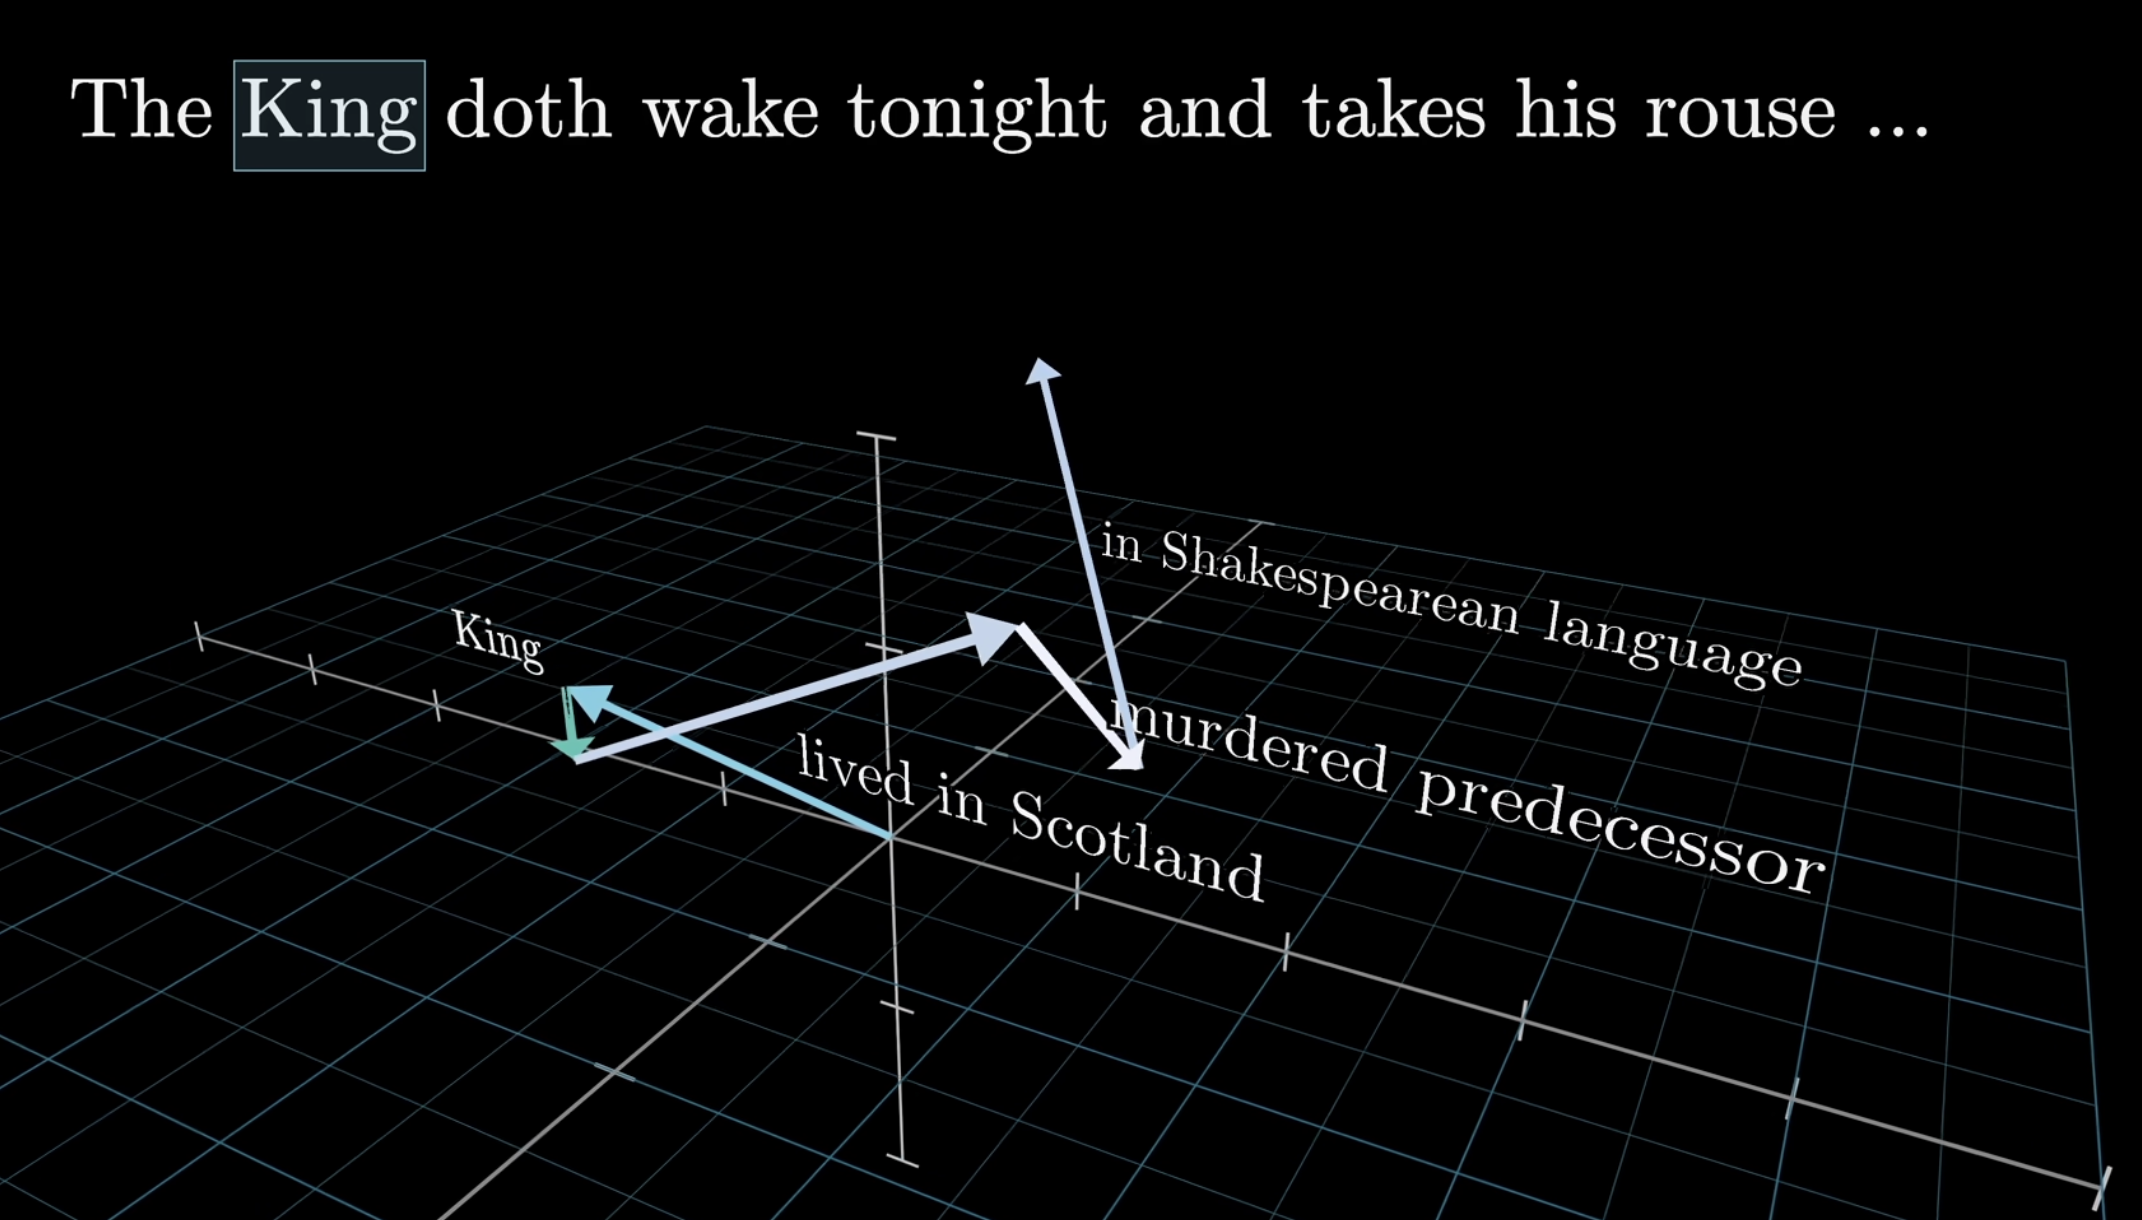 The King doth wake tonight and takes his rouse ...
in Shakespearean language
King
murdered predecessor
lived in Scotland